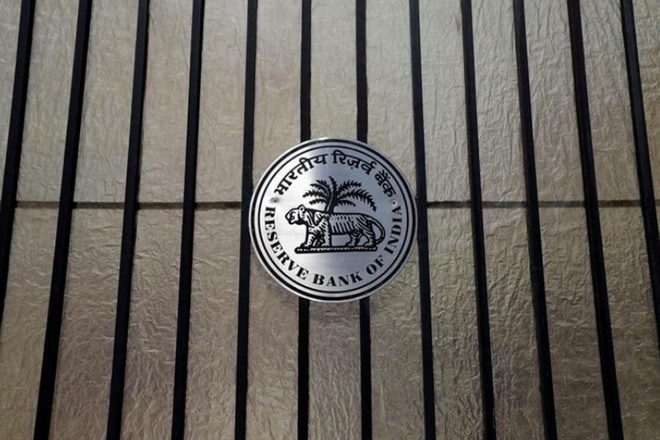 भारतीय रिज़र्व बैंक
RESERVE BANK OF INDIA